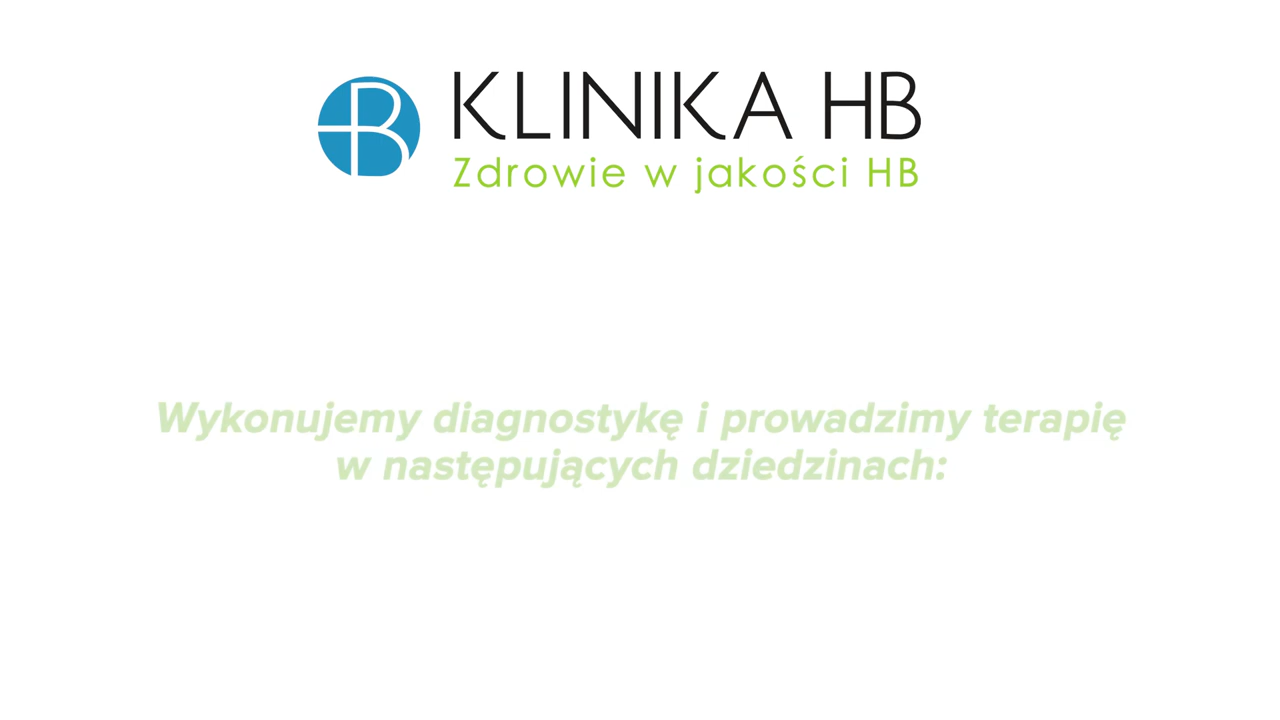 KLINIKA HB
Zdrowie w jakości HB
Wykonujemy diagnostykę i prowadzimy terapię
w następujących dziedzinach: